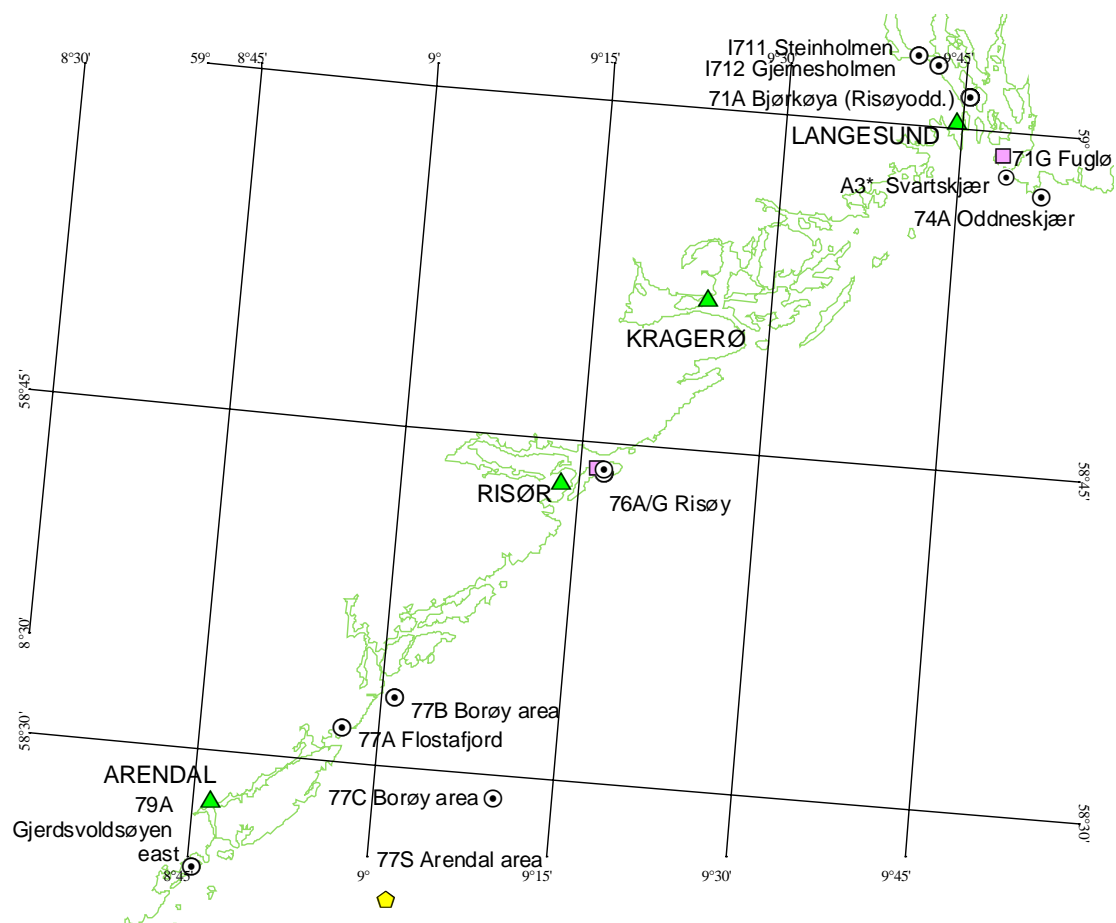 I711 Steinholmen
8°30'
59°
8°45'
9°
9°15'
9°30'
9°45'
I712 Gjemesholmen
71A Bjørkøya (Risøyodd.)
LANGESUND
59°
71G Fuglø
A3* Svartskjær
74A Oddneskjær
KRAGERØ
58°45'
58°45'
RISØR
76A/G Risøy
8°30'
77B Borøy area
58°30'
77A Flostafjord
ARENDAL
77C Borøy area
79A
58°30'
Gjerdsvoldsøyen
east
77S Arendal area
8°45'
9°
9°15'
9°30'
9°45'